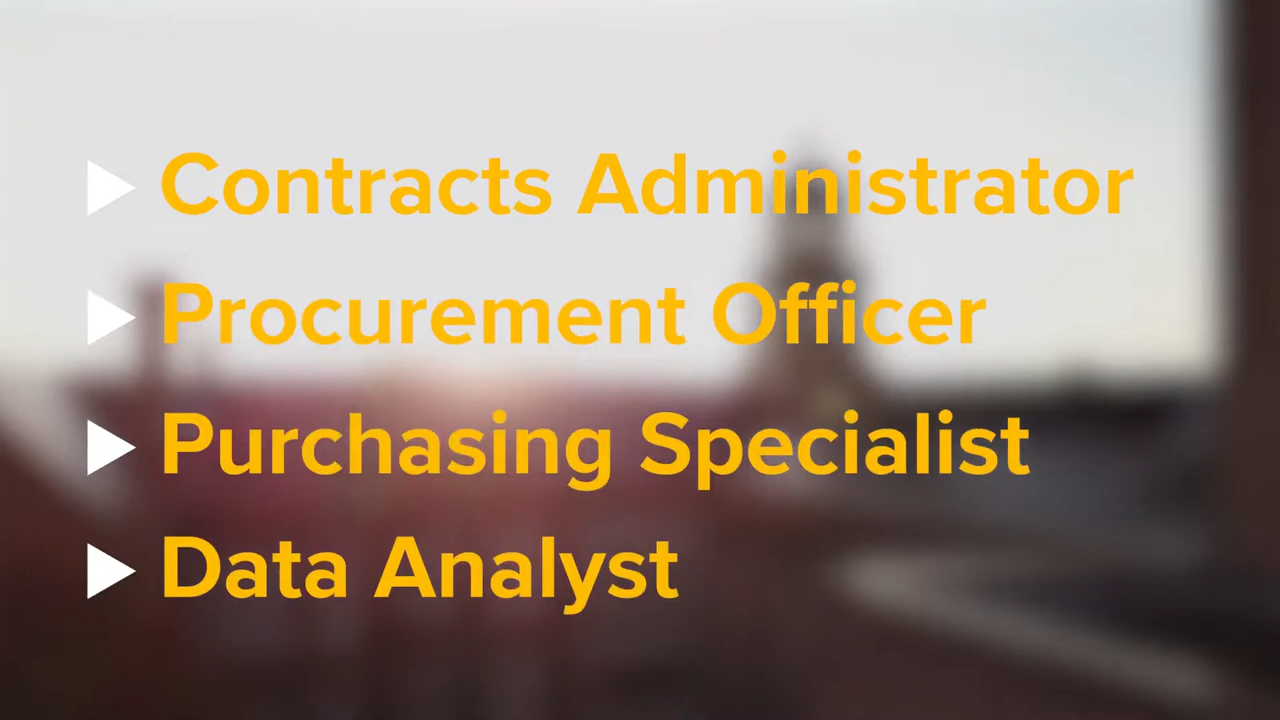 Contracts Administrator
Procurement Officer
Purchasing Specialist
Data Analyst